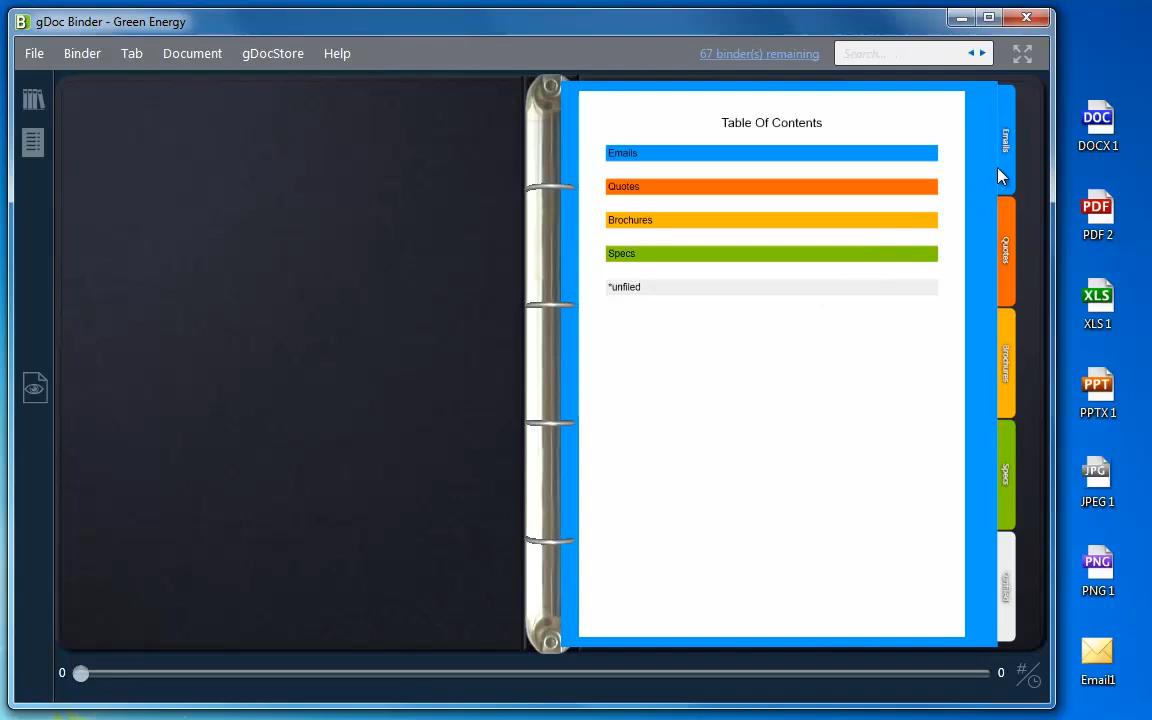 gDoc Binder - Green Energy
File Binder Tab Document gDocStore Help
67 binder(s) remaining
Search...
Table Of Contents
Emails
Quotes
Brochures
Specs
*unfiled
Emails
Quotes
Brochures
Specs
*unfiled
0
0
#/
DOC
DOCX 1
PDF
PDF 2
XLS
XLS 1
PPT
PPTX 1
JPG
JPEG 1
PNG
PNG 1
Email1